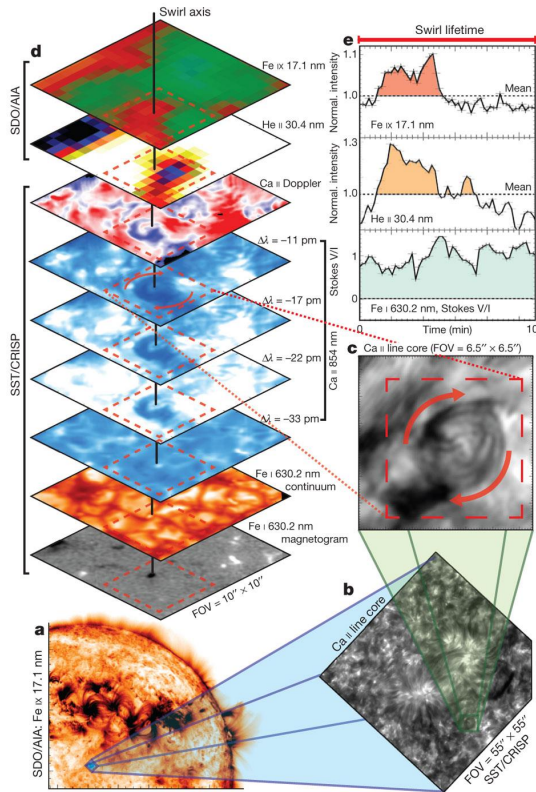 Swirl axis
d
Fe IX 17.1 nm
He II 30.4 nm
Ca II Doppler
Δλ = −11 pm
Δλ = −17 pm
Δλ = −22 pm
Δλ = −33 pm
Ca II 854 nm
Fe I 630.2 nm
continuum
Fe I 630.2 nm
magnetogram
FOV = 10″ × 10″
SDO/AIA
SST/CRISP
Swirl lifetime
e
Normal. intensity
1.1
1.0
Mean
Fe IX 17.1 nm
Normal. intensity
1.3
1.0
Mean
He II 30.4 nm
Stokes V/I
1
0
Fe I 630.2 nm, Stokes V/I
0
Time (min)
10
c
Ca II line core (FOV = 6.5″ × 6.5″)
b
Ca II line core
FOV = 55″ × 55″
SST/CRISP
a
SDO/AIA: Fe IX 17.1 nm